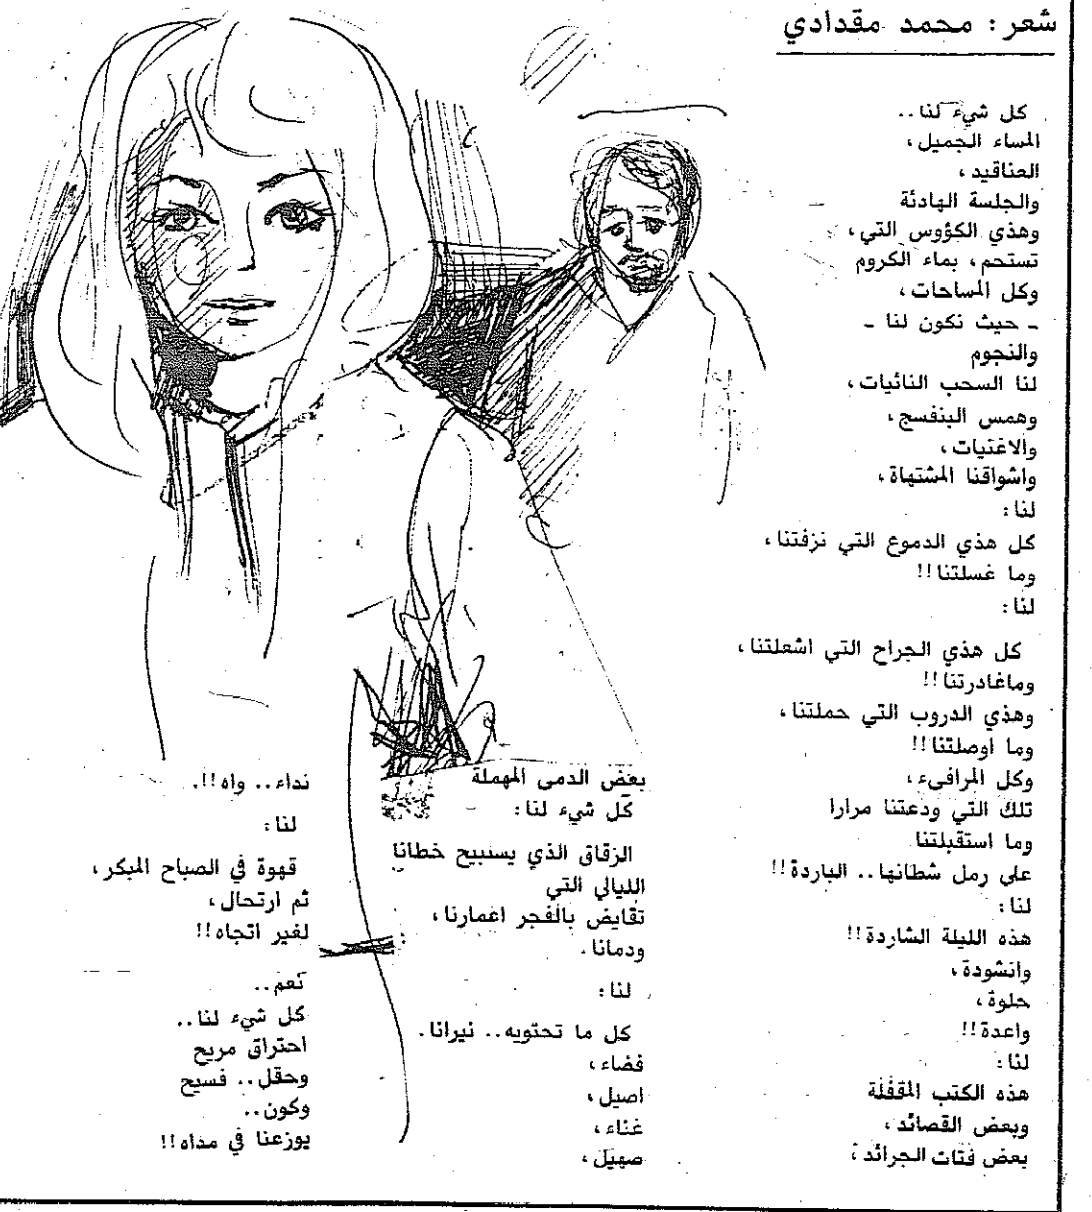 شعر : محمد مقدادي
كل شيء لنا ..
المساء الجميل ،
العناقيد ،
والجلسة الهادئة
وهذي الكؤوس التي ،
تستحم ، بماء الكروم
وكل المساحات ،
ـ حيث نكون لنا ـ
والنجوم
لنا السحب النائيات ،
وهمس البنفسج ،
والاغنيات ،
واشواقنا المشتهاة ،
لنا :
كل هذي الدموع التي نزفتنا ،
وما غسلتنا !!
لنا :
كل هذي الجراح التي اشعلتنا ،
وماغادرتنا !!
وهذي الدروب التي حملتنا ،
وما اوصلتنا !!
وكل المرافىء ،
تلك التي ودعتنا مرارا
وما استقبلتنا
على رمل شطانها .. الباردة !!
لنا :
هذه الليلة الشاردة !!
وانشودة ،
حلوة ،
واعدة !!
لنا :
هذه الكتب المقفلة
وبعض القصائد ،
بعض فتات الجرائد ،
بعض الدمى المهملة
كل شيء لنا :
الزقاق الذي يستبيح خطانا
الليالي التي
تقايض بالفجر اعمارنا ،
ودمانا .
لنا :
كل ما تحتويه .. نيرانا .
فضاء ،
اصيل ،
غناء ،
صهيل ،
نداء .. واه !! .
لنا :
قهوة في الصباح المبكر ،
ثم ارتحال ،
لغير اتجاه !!
نعم ..
كل شيء لنا ..
احتراق مريح
وحقل .. فسيح
وكون ..
يوزعنا في مداه !!